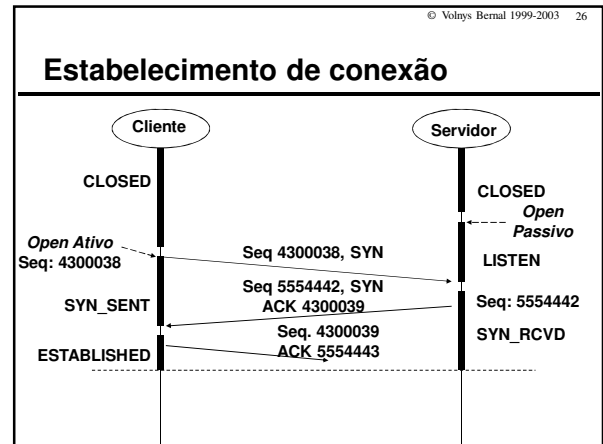 © Volnys Bernal 1999-2003 26
Estabelecimento de conexão
Cliente
Servidor
CLOSED
CLOSED
Open
Passivo
Open Ativo
Seq: 4300038
Seq 4300038, SYN
LISTEN
Seq 5554442, SYN
ACK 4300039
SYN_SENT
Seq: 5554442
Seq. 4300039
ACK 5554443
SYN_RCVD
ESTABLISHED